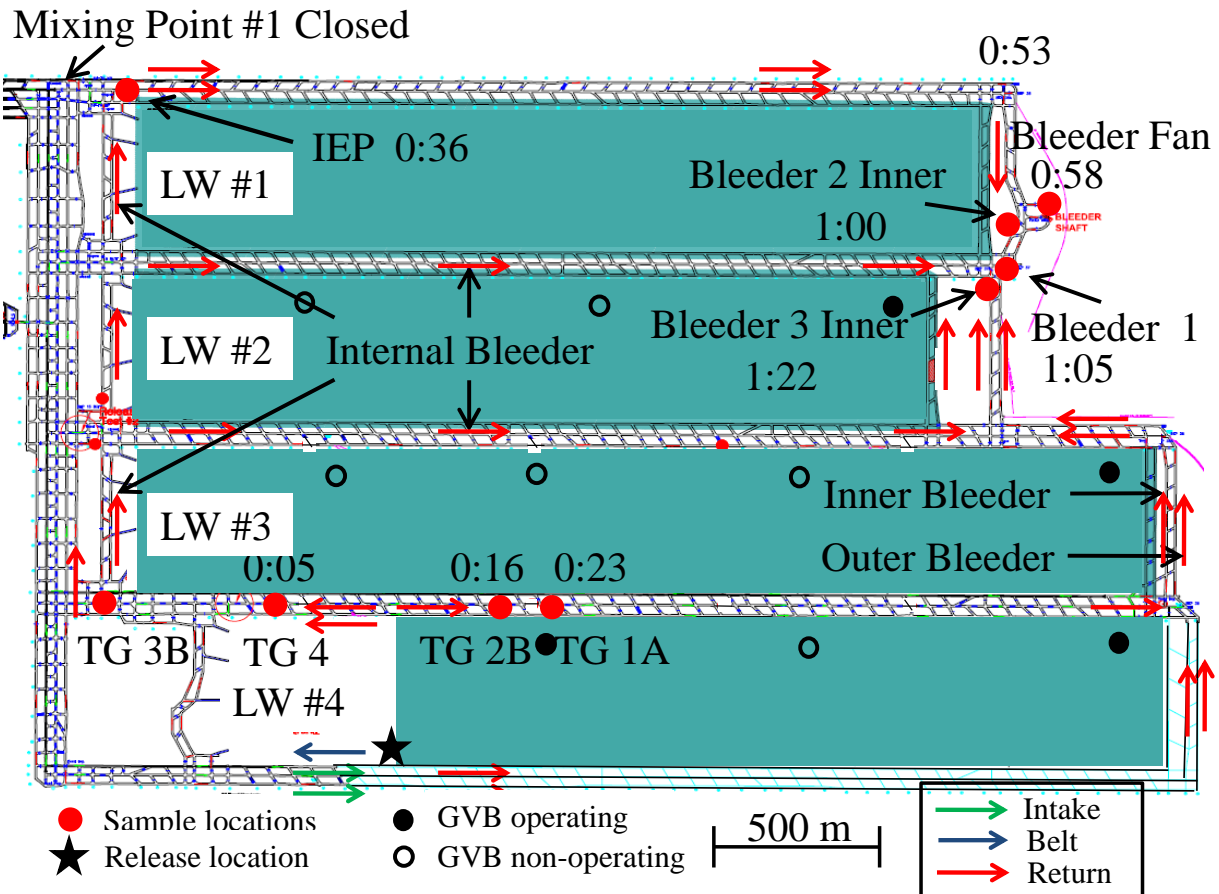 Mixing Point #1 Closed
0:53
IEP 0:36
Bleeder Fan
0:58
LW #1
Bleeder 2 Inner
1:00
BLEEDER
SHAFT
LW #2
Internal Bleeder
Bleeder 3 Inner
1:22
Bleeder 1
1:05
LW #3
Inner Bleeder
Outer Bleeder
0:05
0:16
0:23
TG 3B
TG 4
TG 2B
TG 1A
LW #4
Sample locations
Release location
GVB operating
GVB non-operating
500 m
Intake
Belt
Return